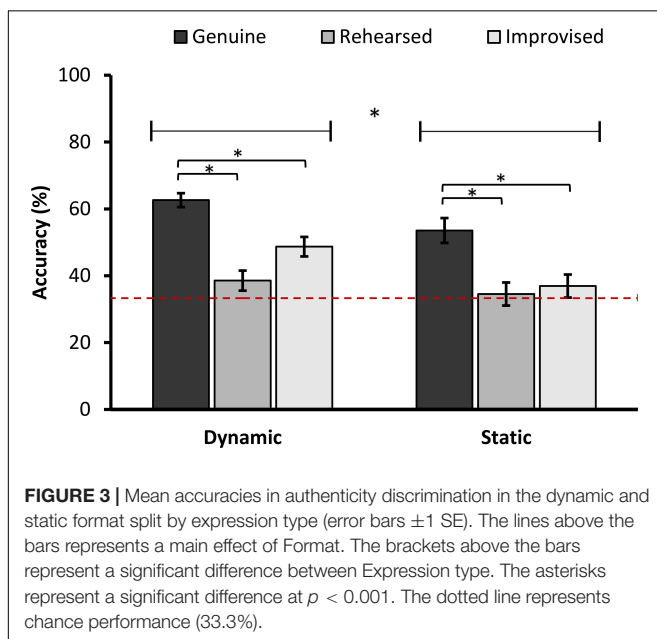 Genuine Rehearsed Improvised
100
80
60
40
20
0
Accuracy (%)
*
* *
* *
Dynamic Static
FIGURE 3 | Mean accuracies in authenticity discrimination in the dynamic and
static format split by expression type (error bars ±1 SE). The lines above the
bars represents a main effect of Format. The brackets above the bars
represent a significant difference between Expression type. The asterisks
represent a significant difference at p < 0.001. The dotted line represents
chance performance (33.3%).